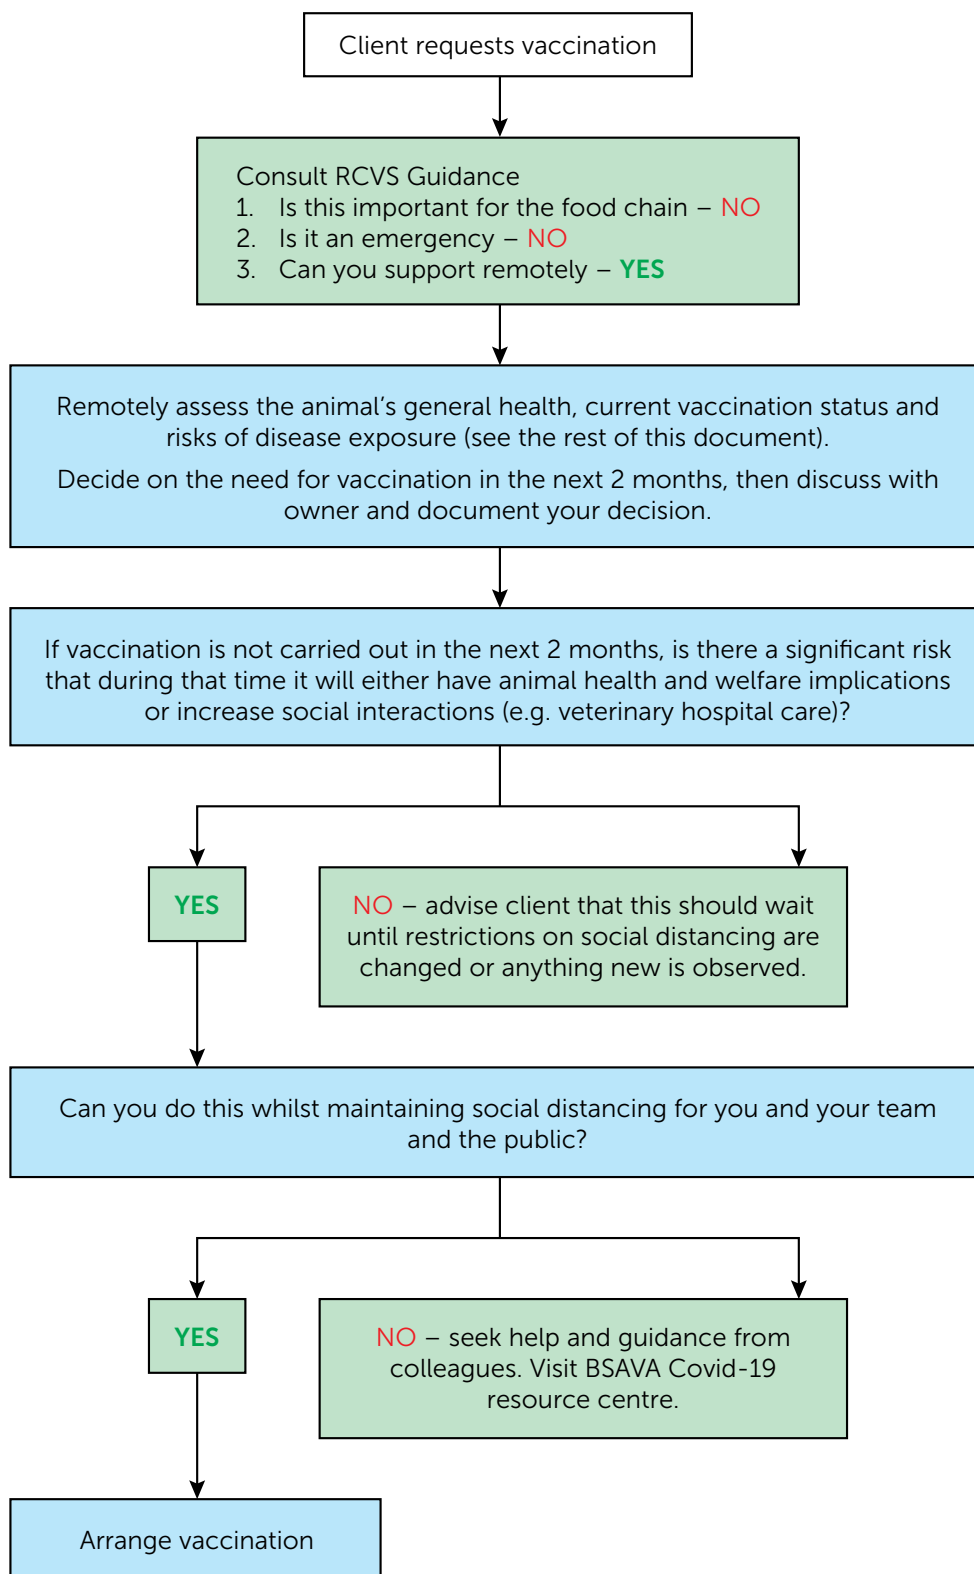 Client requests vaccination
Consult RCVS Guidance
1. Is this important for the food chain – NO
2. Is it an emergency – NO
3. Can you support remotely – YES
Remotely assess the animal's general health, current vaccination status and
risks of disease exposure (see the rest of this document).
Decide on the need for vaccination in the next 2 months, then discuss with
owner and document your decision.
If vaccination is not carried out in the next 2 months, is there a significant risk
that during that time it will either have animal health and welfare implications
or increase social interactions (e.g. veterinary hospital care)?
YES
NO – advise client that this should wait
until restrictions on social distancing are
changed or anything new is observed.
Can you do this whilst maintaining social distancing for you and your team
and the public?
YES
NO – seek help and guidance from
colleagues. Visit BSAVA Covid-19
resource centre.
Arrange vaccination